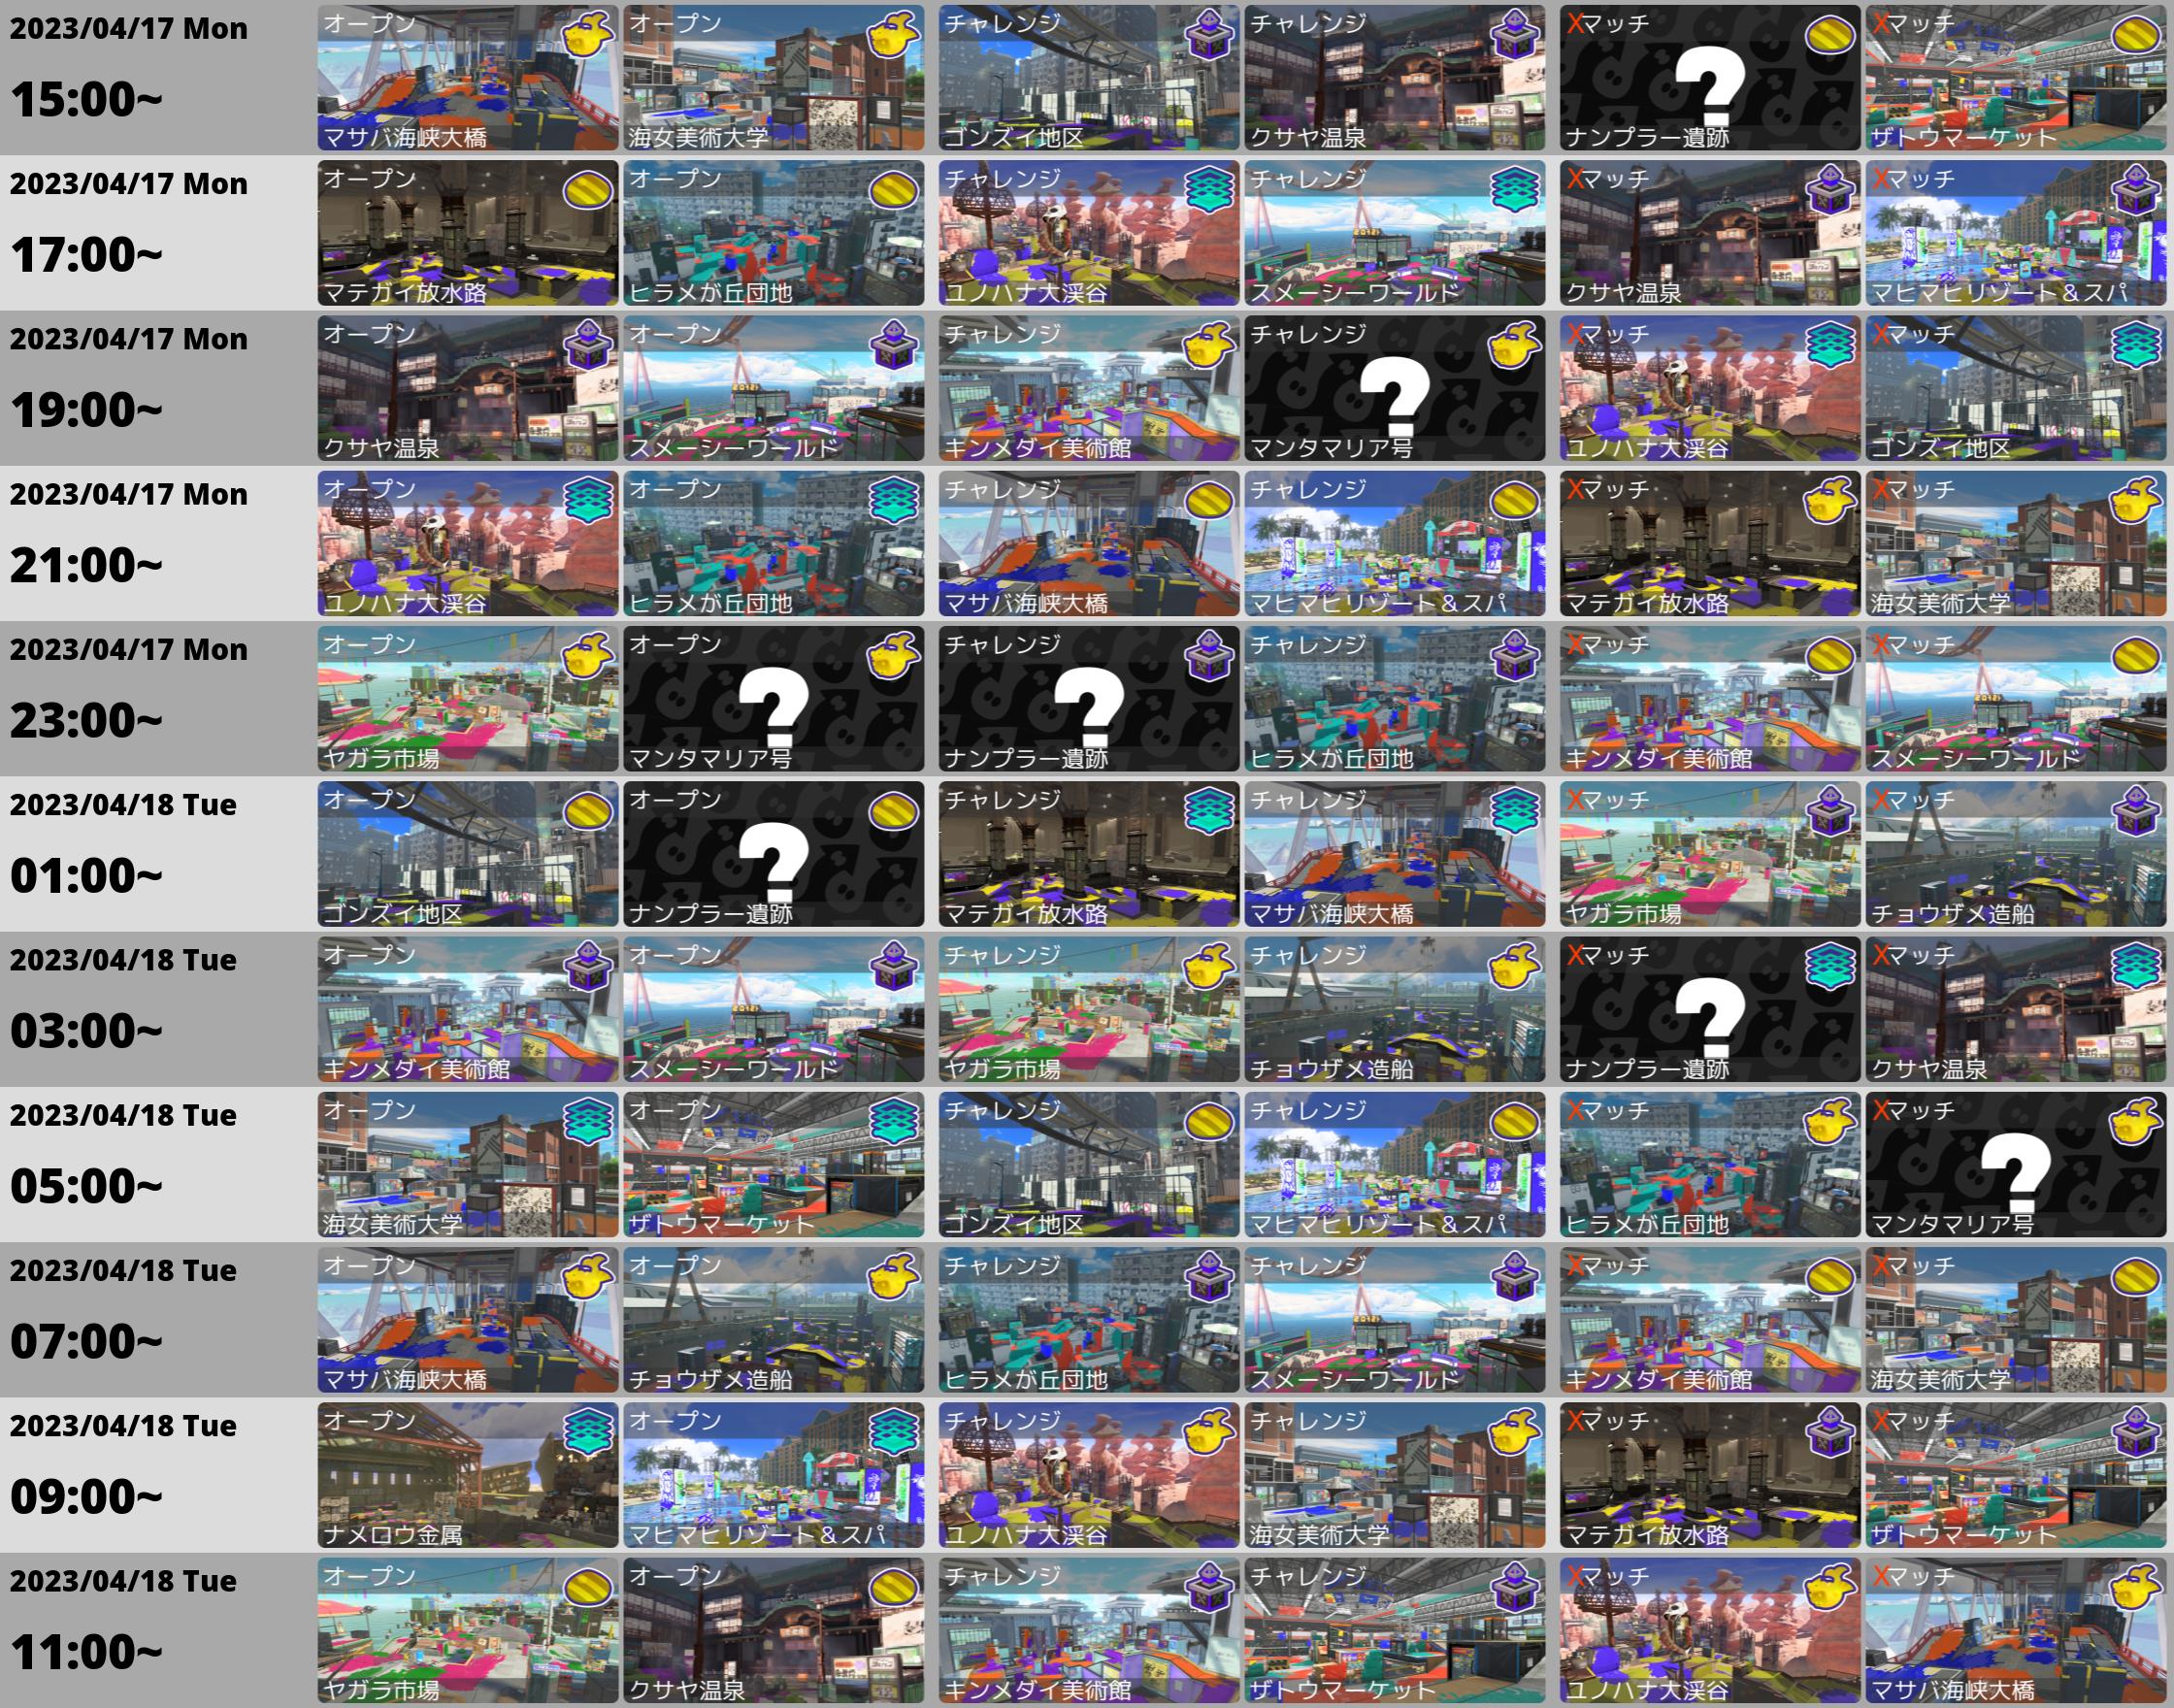 2023/04/17 Mon
15:00~
オープン
マサバ海峡大橋
オープン
海女美術大学
チャレンジ
ゴンズイ地区
チャレンジ
クサヤ温泉
Xマッチ
ナンプラー遺跡
Xマッチ
ザトウマーケット
2023/04/17 Mon
17:00~
オープン
マテガイ放水路
オープン
ヒラメが丘団地
チャレンジ
ユノハナ大渓谷
チャレンジ
スメーシーワールド
Xマッチ
クサヤ温泉
Xマッチ
マヒマヒリゾート&スパ
2023/04/17 Mon
19:00~
オープン
クサヤ温泉
オープン
スメーシーワールド
チャレンジ
キンメダイ美術館
チャレンジ
マンタマリア号
Xマッチ
ユノハナ大渓谷
Xマッチ
ゴンズイ地区
2023/04/17 Mon
21:00~
オープン
ユノハナ大渓谷
オープン
ヒラメが丘団地
チャレンジ
マサバ海峡大橋
チャレンジ
マヒマヒリゾート&スパ
Xマッチ
マテガイ放水路
Xマッチ
海女美術大学
2023/04/17 Mon
23:00~
オープン
ヤガラ市場
オープン
マンタマリア号
チャレンジ
ナンプラー遺跡
チャレンジ
ヒラメが丘団地
Xマッチ
キンメダイ美術館
Xマッチ
スメーシーワールド
2023/04/18 Tue
01:00~
オープン
ゴンズイ地区
オープン
ナンプラー遺跡
チャレンジ
マテガイ放水路
チャレンジ
マサバ海峡大橋
Xマッチ
ヤガラ市場
Xマッチ
チョウザメ造船
2023/04/18 Tue
03:00~
オープン
キンメダイ美術館
オープン
スメーシーワールド
チャレンジ
ヤガラ市場
チャレンジ
チョウザメ造船
Xマッチ
ナンプラー遺跡
Xマッチ
クサヤ温泉
2023/04/18 Tue
05:00~
オープン
海女美術大学
オープン
ザトウマーケット
チャレンジ
ゴンズイ地区
チャレンジ
マヒマヒリゾート&スパ
Xマッチ
ヒラメが丘団地
Xマッチ
マンタマリア号
2023/04/18 Tue
07:00~
オープン
マサバ海峡大橋
オープン
チョウザメ造船
チャレンジ
ヒラメが丘団地
チャレンジ
スメーシーワールド
Xマッチ
キンメダイ美術館
Xマッチ
海女美術大学
2023/04/18 Tue
09:00~
オープン
ナメロウ金属
オープン
マヒマヒリゾート&スパ
チャレンジ
ユノハナ大渓谷
チャレンジ
海女美術大学
Xマッチ
マテガイ放水路
Xマッチ
ザトウマーケット
2023/04/18 Tue
11:00~
オープン
ヤガラ市場
オープン
クサヤ温泉
チャレンジ
キンメダイ美術館
チャレンジ
ザトウマーケット
Xマッチ
ユノハナ大渓谷
Xマッチ
マサバ海峡大橋